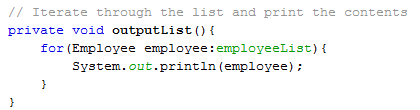 // Iterate through the list and print the contents
private void outputList(){
    for(Employee employee:employeeList){
        System.out.println(employee);
    }
}